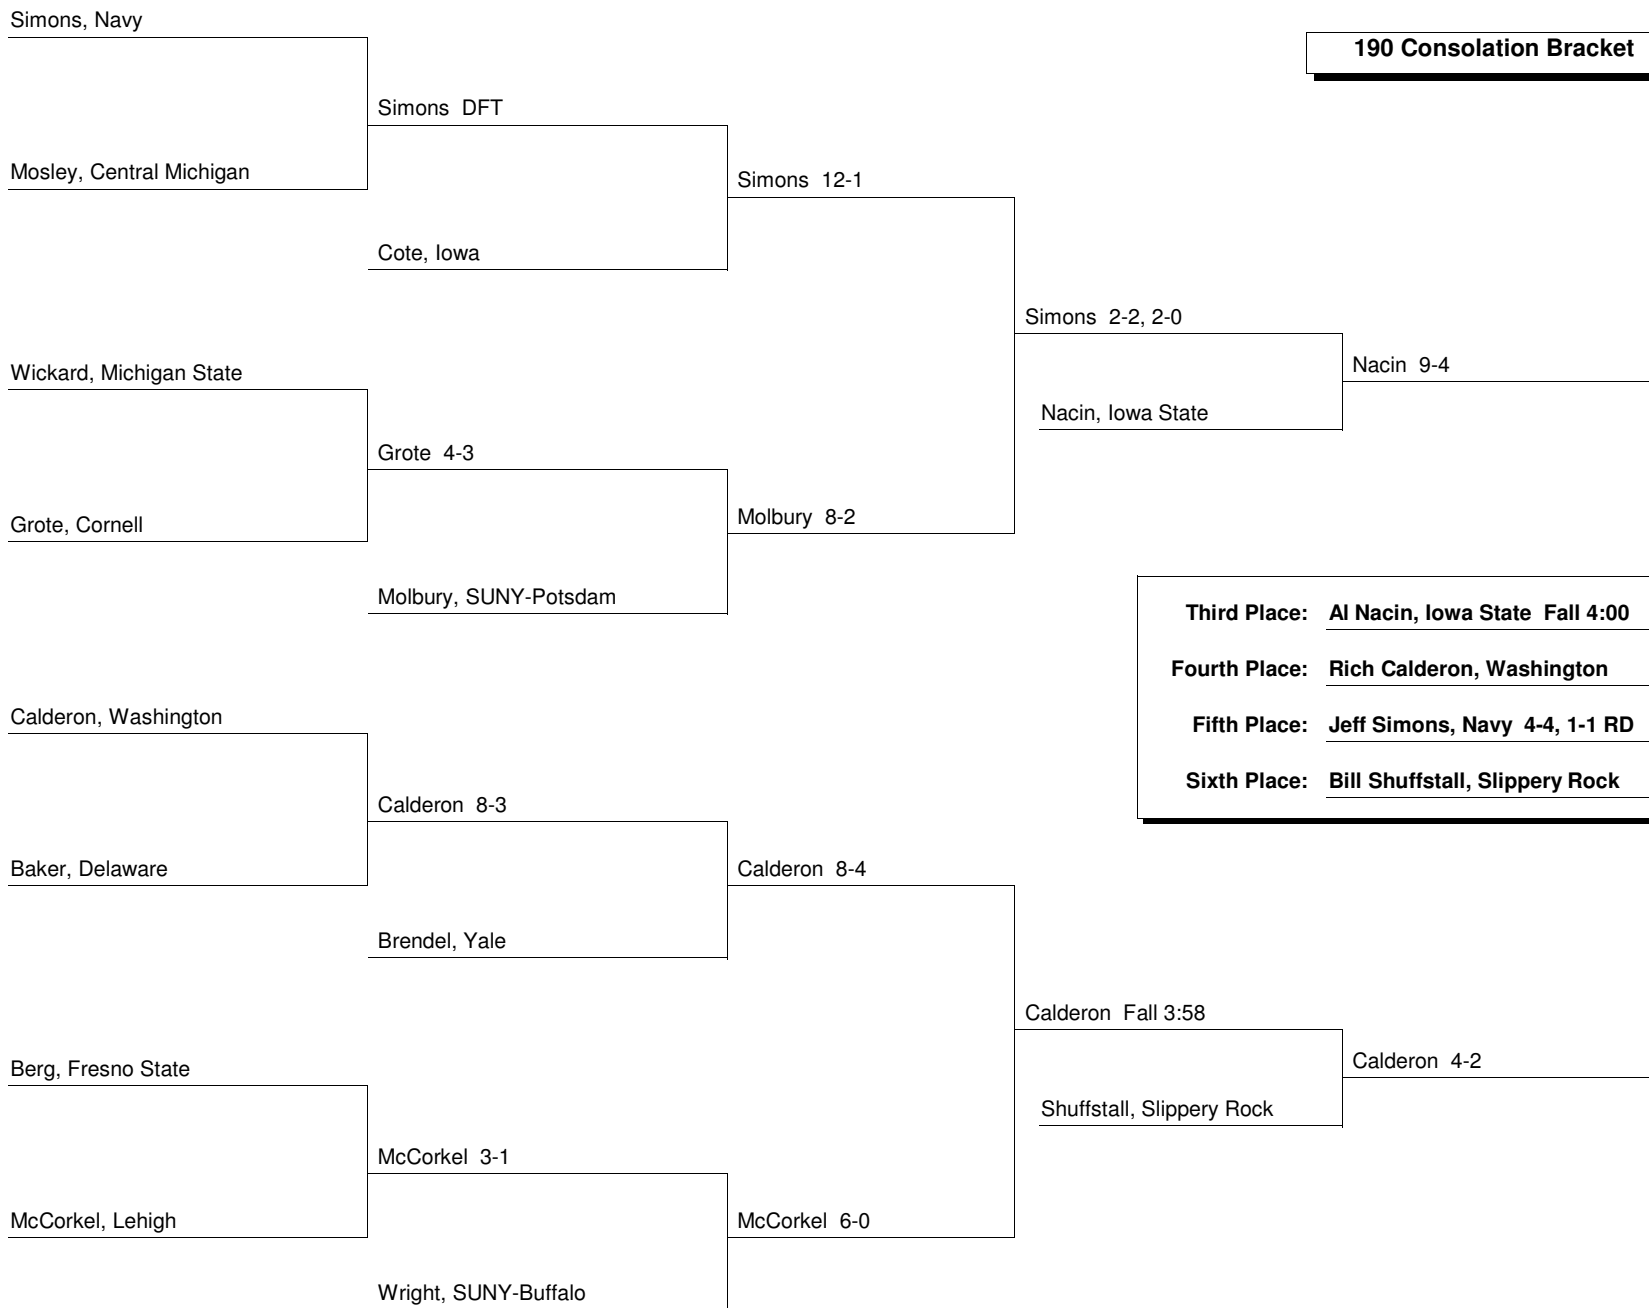 Simons, Navy
190 Consolation Bracket
Simons DFT
Mosley, Central Michigan
Simons 12-1
Cote, Iowa
Simons 2-2, 2-0
Wickard, Michigan State
Nacin 9-4
Nacin, Iowa State
Grote 4-3
Grote, Cornell
Molbury 8-2
Molbury, SUNY-Potsdam
Third Place: Al Nacin, Iowa State Fall 4:00
Fourth Place: Rich Calderon, Washington
Fifth Place: Jeff Simons, Navy 4-4, 1-1 RD
Sixth Place: Bill Shuffstall, Slippery Rock
Calderon, Washington
Calderon 8-3
Baker, Delaware
Calderon 8-4
Brendel, Yale
Calderon Fall 3:58
Berg, Fresno State
Calderon 4-2
Shuffstall, Slippery Rock
McCorkel 3-1
McCorkel, Lehigh
McCorkel 6-0
Wright, SUNY-Buffalo